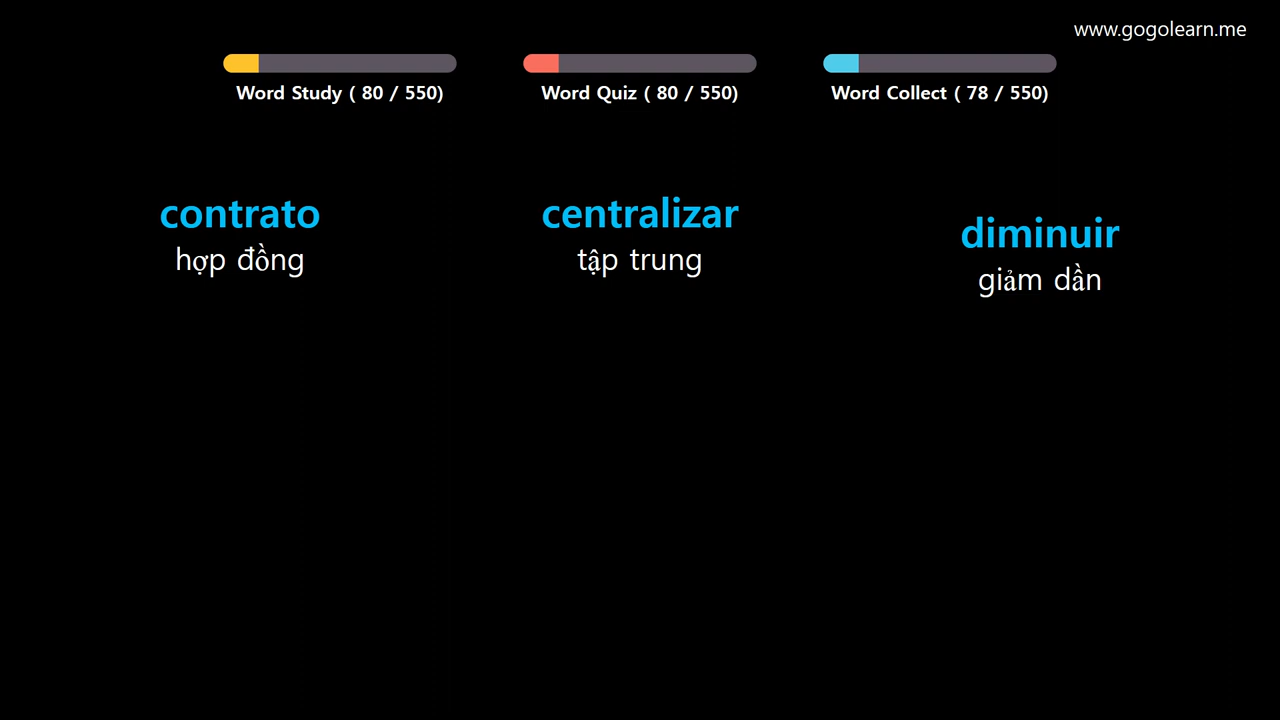 www.gogolearn.me
Word Study ( 80 / 550)
Word Quiz ( 80 / 550)
Word Collect ( 78 / 550)
contrato
hợp đồng
centralizar
tập trung
diminuir
giảm dần